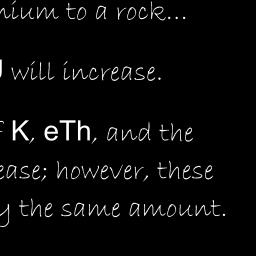 nium to a rock...
U will increase.
f K, eTh, and the
ease; however, these
y the same amount.